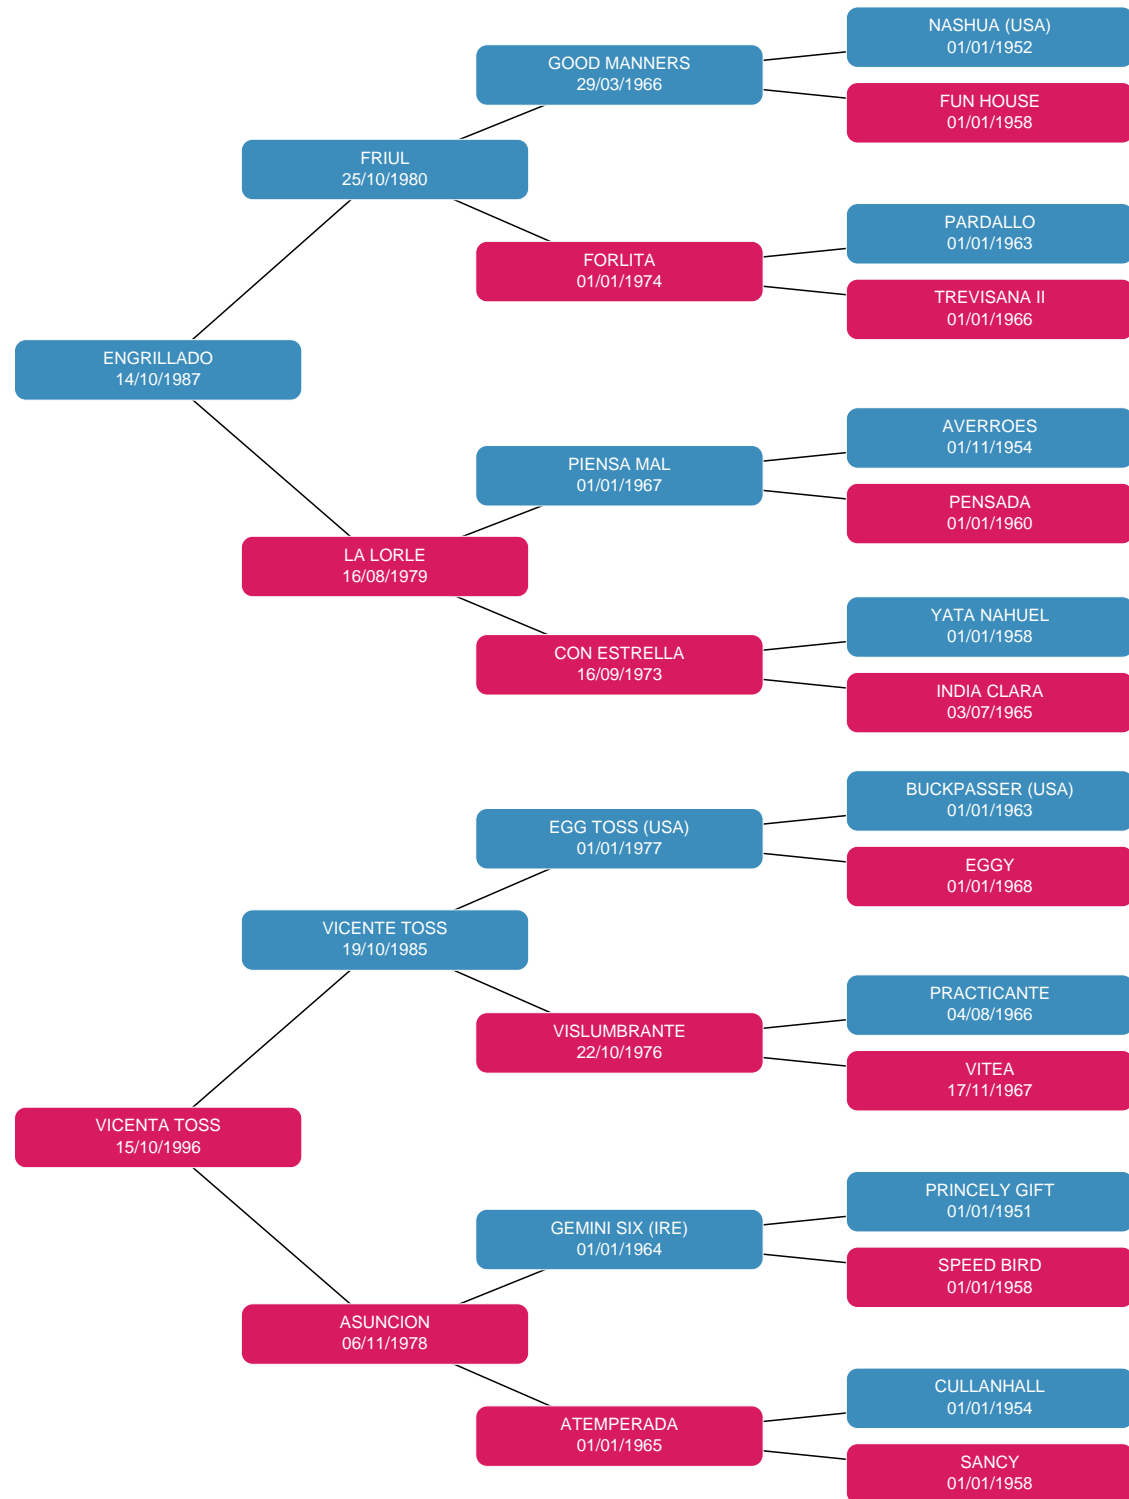 NASHUA (USA)
01/01/1952
GOOD MANNERS
29/03/1966
FUN HOUSE
01/01/1958
FRIUL
25/10/1980
PARDALLO
01/01/1963
FORLITA
01/01/1974
TREVISANA II
01/01/1966
ENGRILLADO
14/10/1987
AVERROES
01/11/1954
PIENSA MAL
01/01/1967
PENSADA
01/01/1960
LA LORLE
16/08/1979
YATA NAHUEL
01/01/1958
CON ESTRELLA
16/09/1973
INDIA CLARA
03/07/1965
BUCKPASSER (USA)
01/01/1963
EGG TOSS (USA)
01/01/1977
EGGY
01/01/1968
VICENTE TOSS
19/10/1985
PRACTICANTE
04/08/1966
VISLUMBRANTE
22/10/1976
VITEA
17/11/1967
VICENTA TOSS
15/10/1996
PRINCELY GIFT
01/01/1951
GEMINI SIX (IRE)
01/01/1964
SPEED BIRD
01/01/1958
ASUNCION
06/11/1978
CULLANHALL
01/01/1954
ATEMPERADA
01/01/1965
SANCY
01/01/1958